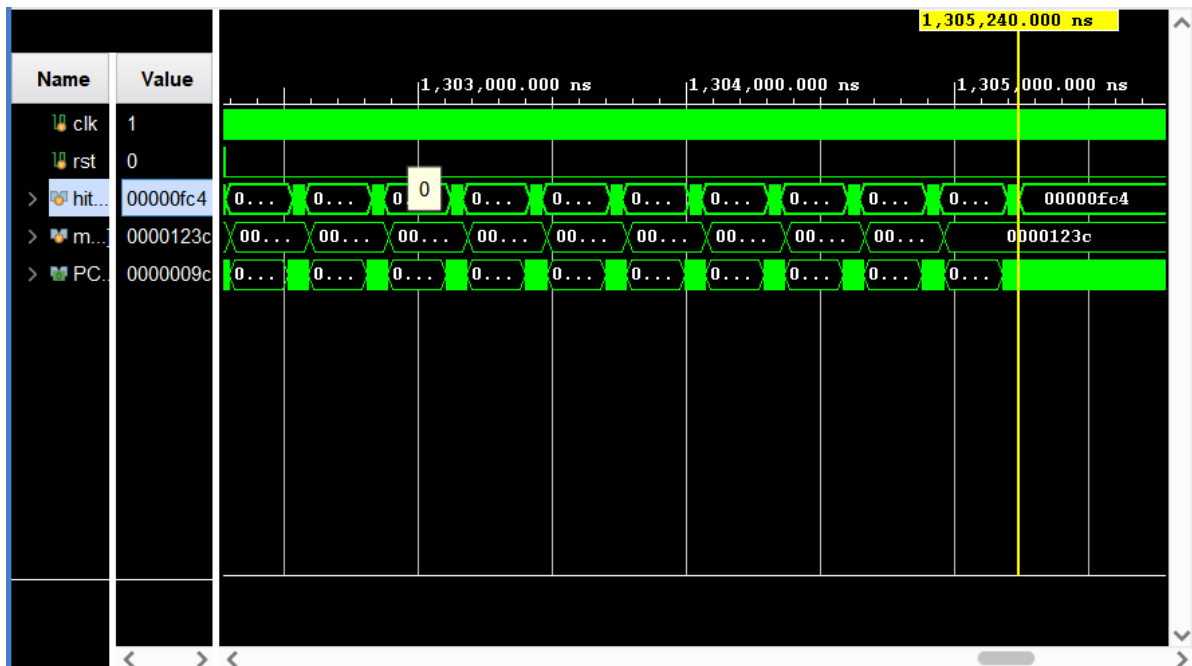 1,305,240.000 ns
Name Value
1,303,000.000 ns 1,304,000.000 ns 1,305,000.000 ns
clk 1
rst 0
hit... 00000fc4 0... 0... 0 0... 0... 0... 0... 0... 0... 0... 00000fc4
0
m...] 0000123c 00... 00... 00... 00... 00... 00... 00... 00... 00... 0000123c
PC.. 0000009c 0... 0... 0... 0... 0... 0... 0... 0... 0... 0...